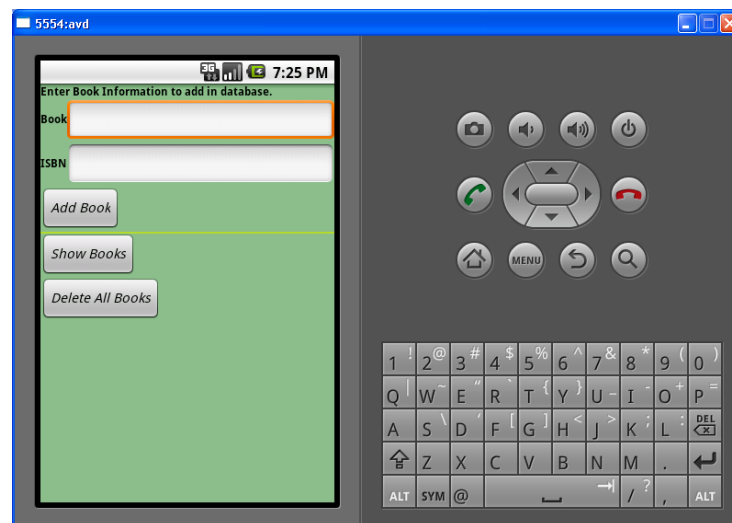 5554:avd
3G 7:25 PM
Enter Book Information to add in database.
Book
ISBN
Add Book
Show Books
Delete All Books
MENU
1 ! 2 @ 3 # 4 $ 5 % 6 ^ 7 & 8 * 9 ( 0 )
Q | W ~ E " R ` T { Y } U _ I - O + P =
A S \ D ' F [ G ] H < J > K ; L : DEL
Z X C V B N M .
ALT SYM @ / ? , ALT